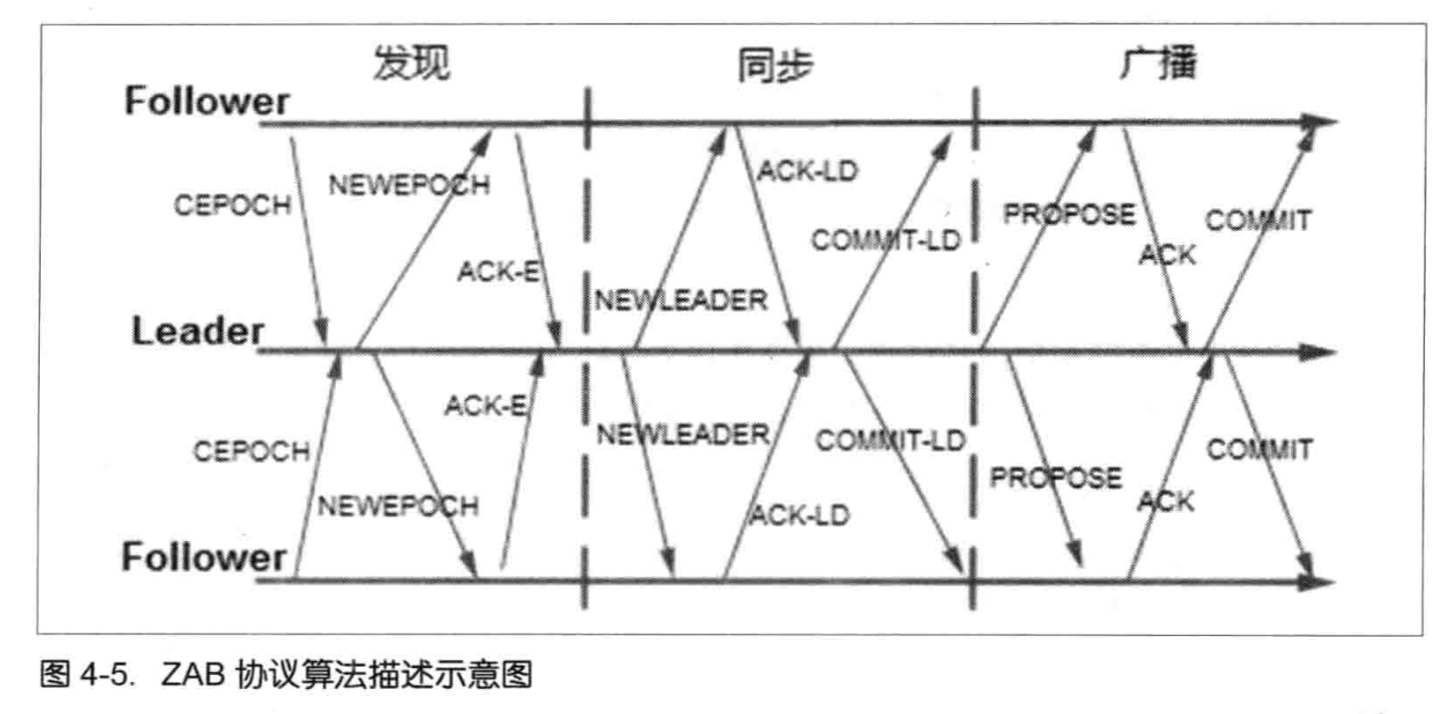 发现 同步 广播
Follower
CEPOCH NEWEPOCH ACK-E NEWLEADER ACK-LD COMMIT-LD PROPOSE ACK COMMIT
Leader
CEPOCH NEWEPOCH ACK-E NEWLEADER ACK-LD COMMIT-LD PROPOSE ACK COMMIT
Follower
图 4-5. ZAB 协议算法描述示意图